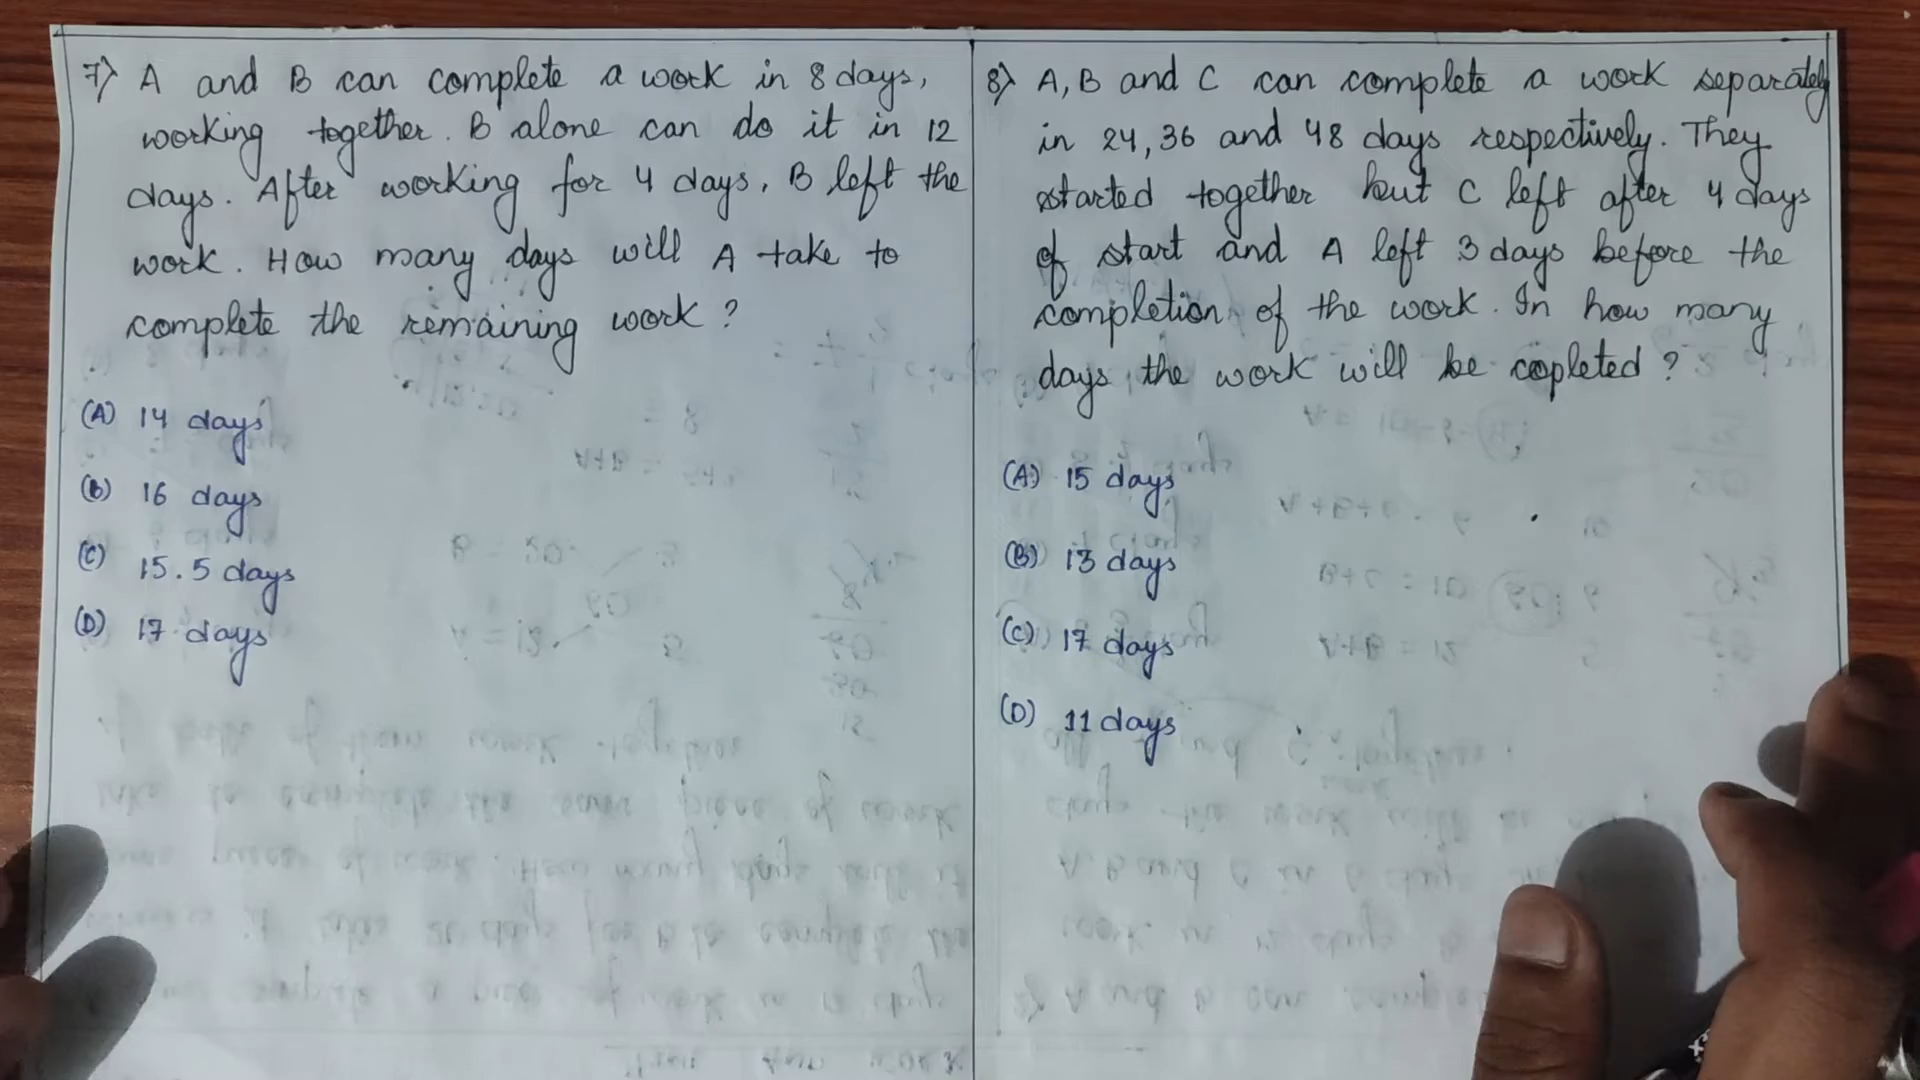 7) A and B can complete a work in 8 days,
working together. B alone can do it in 12
days. After working for 4 days, B left the
work. How many days will A take to
complete the remaining work?
(A) 14 days
(B) 16 days
(C) 15.5 days
(D) 17 days
8) A, B and C can complete a work separately
in 24, 36 and 48 days respectively. They
started together but C left after 4 days
of start and A left 3 days before the
completion of the work. In how many
days the work will be copleted?
(A) 15 days
(B) 13 days
(C) 17 days
(D) 11 days